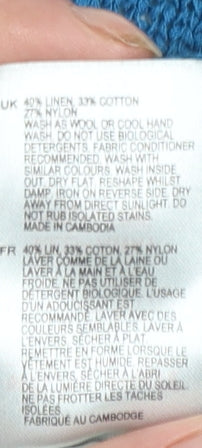 UK 40% LINEN, 33% COTTON
27% NYLON
WASH AS WOOL OR COOL HAND
WASH. DO NOT USE BIOLOGICAL
DETERGENTS. FABRIC CONDITIONER
RECOMMENDED. WASH WITH
SIMILAR COLOURS. WASH INSIDE
OUT. DRY FLAT. RESHAPE WHILST
DAMP. IRON ON REVERSE SIDE. DRY
AWAY FROM DIRECT SUNLIGHT. DO
NOT RUB ISOLATED STAINS.
MADE IN CAMBODIA
FR 40% LIN, 33% COTON, 27% NYLON
LAVER COMME DE LA LAINE OU
LAVER À LA MAIN ET À L'EAU
FROIDE. NE PAS UTILISER DE
DÉTERGENT BIOLOGIQUE. L'USAGE
D'UN ADOUCISSANT EST
RECOMMANDÉ. LAVER AVEC DES
COULEURS SEMBLABLES. LAVER À
L'ENVERS. SÉCHER À PLAT.
REMETTRE EN FORME LORSQUE LE
VÊTEMENT EST HUMIDE. REPASSER
À L'ENVERS. SÉCHER À L'ABRI
DE LA LUMIÈRE DIRECTE DU SOLEIL.
NE PAS FROTTER LES TACHES
ISOLÉES.
FABRIQUÉ AU CAMBODGE